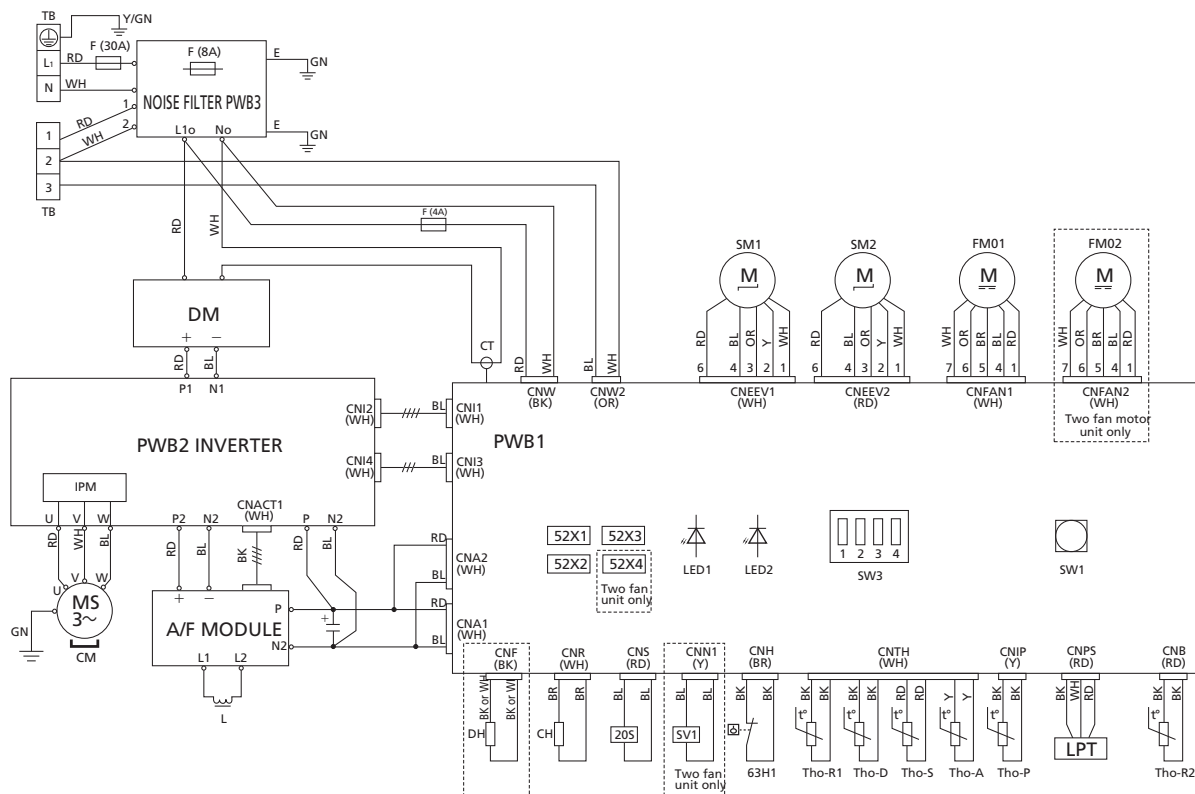 TB
Y/GN
L1
RD
F (30A)
N
WH
F (8A)
NOISE FILTER PWB3
E
GN
E
GN
L1o
No
1
2
RD
WH
1
2
3
TB
RD
WH
F (4A)
DM
+
−
RD
BL
P1
N1
CT
RD
WH
BL
WH
CNW
(BK)
CNW2
(OR)
SM1
M
RD
BL
OR
Y
WH
6
4
3
2
1
CNEEV1
(WH)
SM2
M
RD
BL
OR
Y
WH
6
4
3
2
1
CNEEV2
(RD)
FM01
M
WH
OR
BR
BL
RD
7
6
5
4
1
CNFAN1
(WH)
FM02
M
WH
OR
BR
BL
RD
7
6
5
4
1
CNFAN2
(WH)
Two fan motor
unit only
PWB2 INVERTER
CNI2
(WH)
BL
CNI1
(WH)
CNI4
(WH)
BL
CNI3
(WH)
PWB1
IPM
U
V
W
P2
N2
CNACT1
(WH)
P
N2
RD
WH
BL
RD
BL
BK
RD
BL
RD
CNA2
(WH)
BL
RD
CNA1
(WH)
BL
U
V
W
MS
3~
CM
GN
+
−
A/F MODULE
P
N2
+
L1
L2
L
52X1
52X3
52X2
52X4
Two fan
unit only
LED1
LED2
1
2
3
4
SW3
SW1
CNF
(BK)
BK or WH
BK or WH
DH
CNR
(WH)
BR
BR
CH
CNS
(RD)
BL
BL
20S
CNN1
(Y)
BL
BL
SV1
Two fan
unit only
CNH
(BR)
BK
BK
63H1
CNTH
(WH)
BK
BK
BK
BK
RD
RD
Y
Y
t°
t°
t°
t°
Tho-R1
Tho-D
Tho-S
Tho-A
CNIP
(Y)
BK
BK
t°
Tho-P
CNPS
(RD)
BK
WH
RD
LPT
CNB
(RD)
BK
BK
t°
Tho-R2